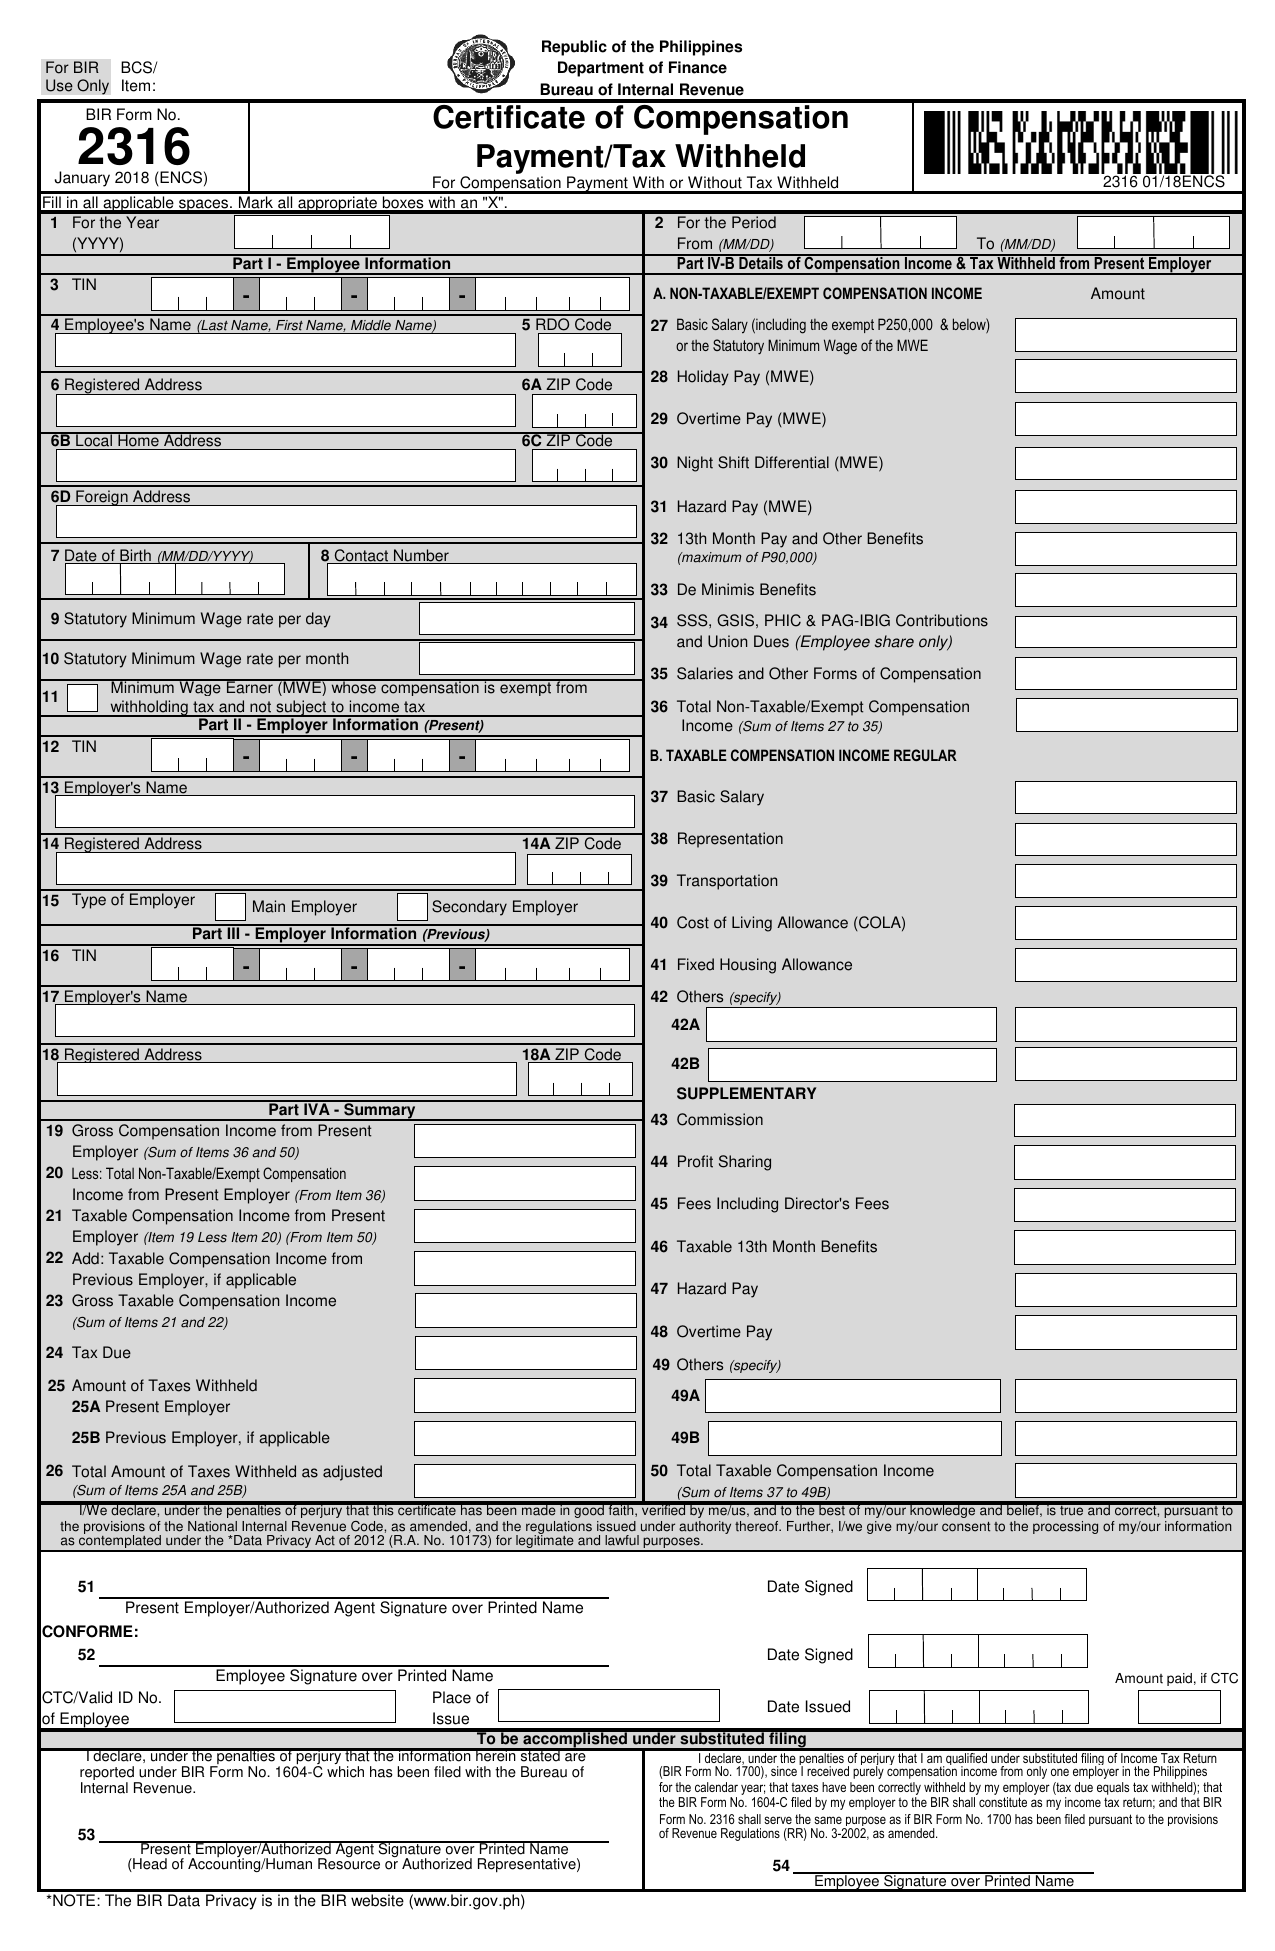 For BIR Use Only
BCS/ Item:
Republic of the Philippines
Department of Finance
Bureau of Internal Revenue
BIR Form No.
2316
January 2018 (ENCS)
Certificate of Compensation
Payment/Tax Withheld
For Compensation Payment With or Without Tax Withheld
2316 01/18ENCS
Fill in all applicable spaces. Mark all appropriate boxes with an "X".
1 For the Year
(YYYY)
2 For the Period
From (MM/DD) To (MM/DD)
Part I - Employee Information
3 TIN - - -
4 Employee's Name (Last Name, First Name, Middle Name) 5 RDO Code
6 Registered Address 6A ZIP Code
6B Local Home Address 6C ZIP Code
6D Foreign Address
7 Date of Birth (MM/DD/YYYY) 8 Contact Number
9 Statutory Minimum Wage rate per day
10 Statutory Minimum Wage rate per month
11 Minimum Wage Earner (MWE) whose compensation is exempt from
withholding tax and not subject to income tax
Part II - Employer Information (Present)
12 TIN - - -
13 Employer's Name
14 Registered Address 14A ZIP Code
15 Type of Employer Main Employer Secondary Employer
Part III - Employer Information (Previous)
16 TIN - - -
17 Employer's Name
18 Registered Address 18A ZIP Code
Part IVA - Summary
19 Gross Compensation Income from Present
Employer (Sum of Items 36 and 50)
20 Less: Total Non-Taxable/Exempt Compensation
Income from Present Employer (From Item 36)
21 Taxable Compensation Income from Present
Employer (Item 19 Less Item 20) (From Item 50)
22 Add: Taxable Compensation Income from
Previous Employer, if applicable
23 Gross Taxable Compensation Income
(Sum of Items 21 and 22)
24 Tax Due
25 Amount of Taxes Withheld
25A Present Employer
25B Previous Employer, if applicable
26 Total Amount of Taxes Withheld as adjusted
(Sum of Items 25A and 25B)
Part IV-B Details of Compensation Income & Tax Withheld from Present Employer
A. NON-TAXABLE/EXEMPT COMPENSATION INCOME Amount
27 Basic Salary (including the exempt P250,000 & below)
or the Statutory Minimum Wage of the MWE
28 Holiday Pay (MWE)
29 Overtime Pay (MWE)
30 Night Shift Differential (MWE)
31 Hazard Pay (MWE)
32 13th Month Pay and Other Benefits
(maximum of P90,000)
33 De Minimis Benefits
34 SSS, GSIS, PHIC & PAG-IBIG Contributions
and Union Dues (Employee share only)
35 Salaries and Other Forms of Compensation
36 Total Non-Taxable/Exempt Compensation
Income (Sum of Items 27 to 35)
B. TAXABLE COMPENSATION INCOME REGULAR
37 Basic Salary
38 Representation
39 Transportation
40 Cost of Living Allowance (COLA)
41 Fixed Housing Allowance
42 Others (specify)
42A
42B
SUPPLEMENTARY
43 Commission
44 Profit Sharing
45 Fees Including Director's Fees
46 Taxable 13th Month Benefits
47 Hazard Pay
48 Overtime Pay
49 Others (specify)
49A
49B
50 Total Taxable Compensation Income
(Sum of Items 37 to 49B)
I/We declare, under the penalties of perjury that this certificate has been made in good faith, verified by me/us, and to the best of my/our knowledge and belief, is true and correct, pursuant to
the provisions of the National Internal Revenue Code, as amended, and the regulations issued under authority thereof. Further, I/we give my/our consent to the processing of my/our information
as contemplated under the *Data Privacy Act of 2012 (R.A. No. 10173) for legitimate and lawful purposes.
51 Date Signed
Present Employer/Authorized Agent Signature over Printed Name
CONFORME:
52 Date Signed
Employee Signature over Printed Name
Amount paid, if CTC
CTC/Valid ID No.
of Employee
Place of
Issue
Date Issued
To be accomplished under substituted filing
I declare, under the penalties of perjury that the information herein stated are
reported under BIR Form No. 1604-C which has been filed with the Bureau of
Internal Revenue.
53
Present Employer/Authorized Agent Signature over Printed Name
(Head of Accounting/Human Resource or Authorized Representative)
I declare, under the penalties of perjury that I am qualified under substituted filing of Income Tax Return
(BIR Form No. 1700), since I received purely compensation income from only one employer in the Philippines
for the calendar year; that taxes have been correctly withheld by my employer (tax due equals tax withheld); that
the BIR Form No. 1604-C filed by my employer to the BIR shall constitute as my income tax return; and that BIR
Form No. 2316 shall serve the same purpose as if BIR Form No. 1700 has been filed pursuant to the provisions
of Revenue Regulations (RR) No. 3-2002, as amended.
54
Employee Signature over Printed Name
*NOTE: The BIR Data Privacy is in the BIR website (www.bir.gov.ph)